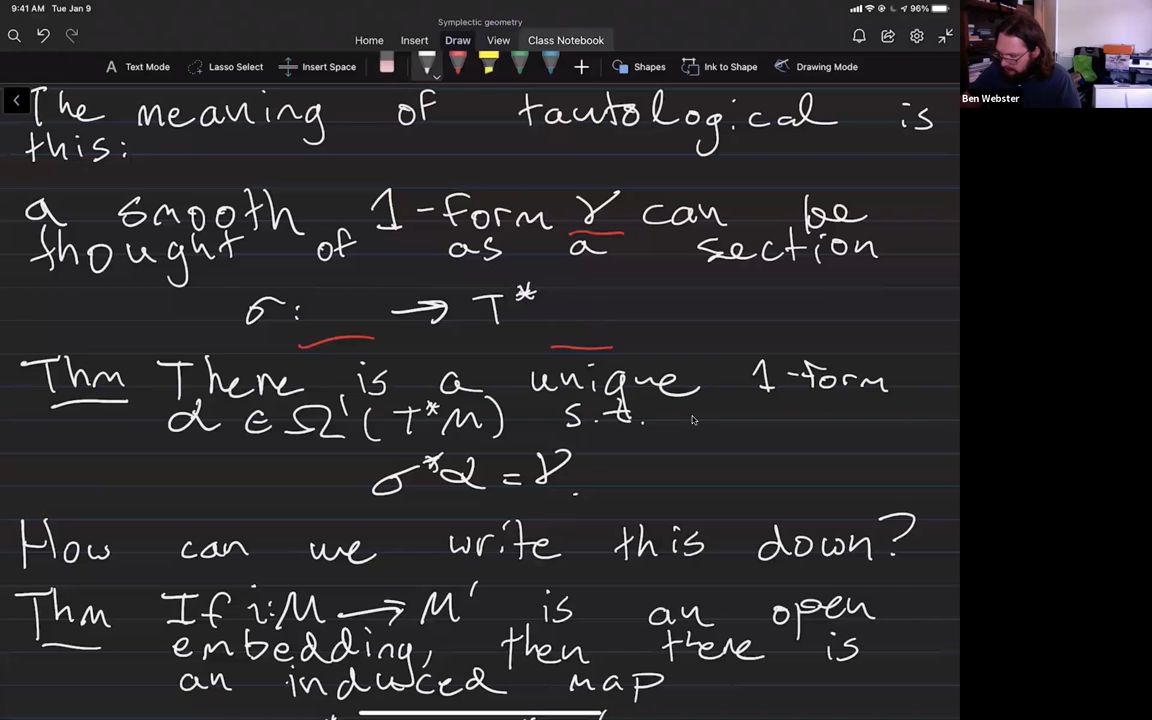 9:41 AM Tue Jan 9
96%
Symplectic geometry
Home Insert Draw View Class Notebook
Text Mode Lasso Select Insert Space Shapes Ink to Shape Drawing Mode
Ben Webster
The meaning of tautological is
this:
a smooth 1-form γ can be
thought of as a section
σ: → T*
Thm There is a unique 1-form
α ∈ Ω¹(T*M) s.t.
σ*α = γ.
How can we write this down?
Thm If i: M → M' is an open
embedding, then there is
an induced map